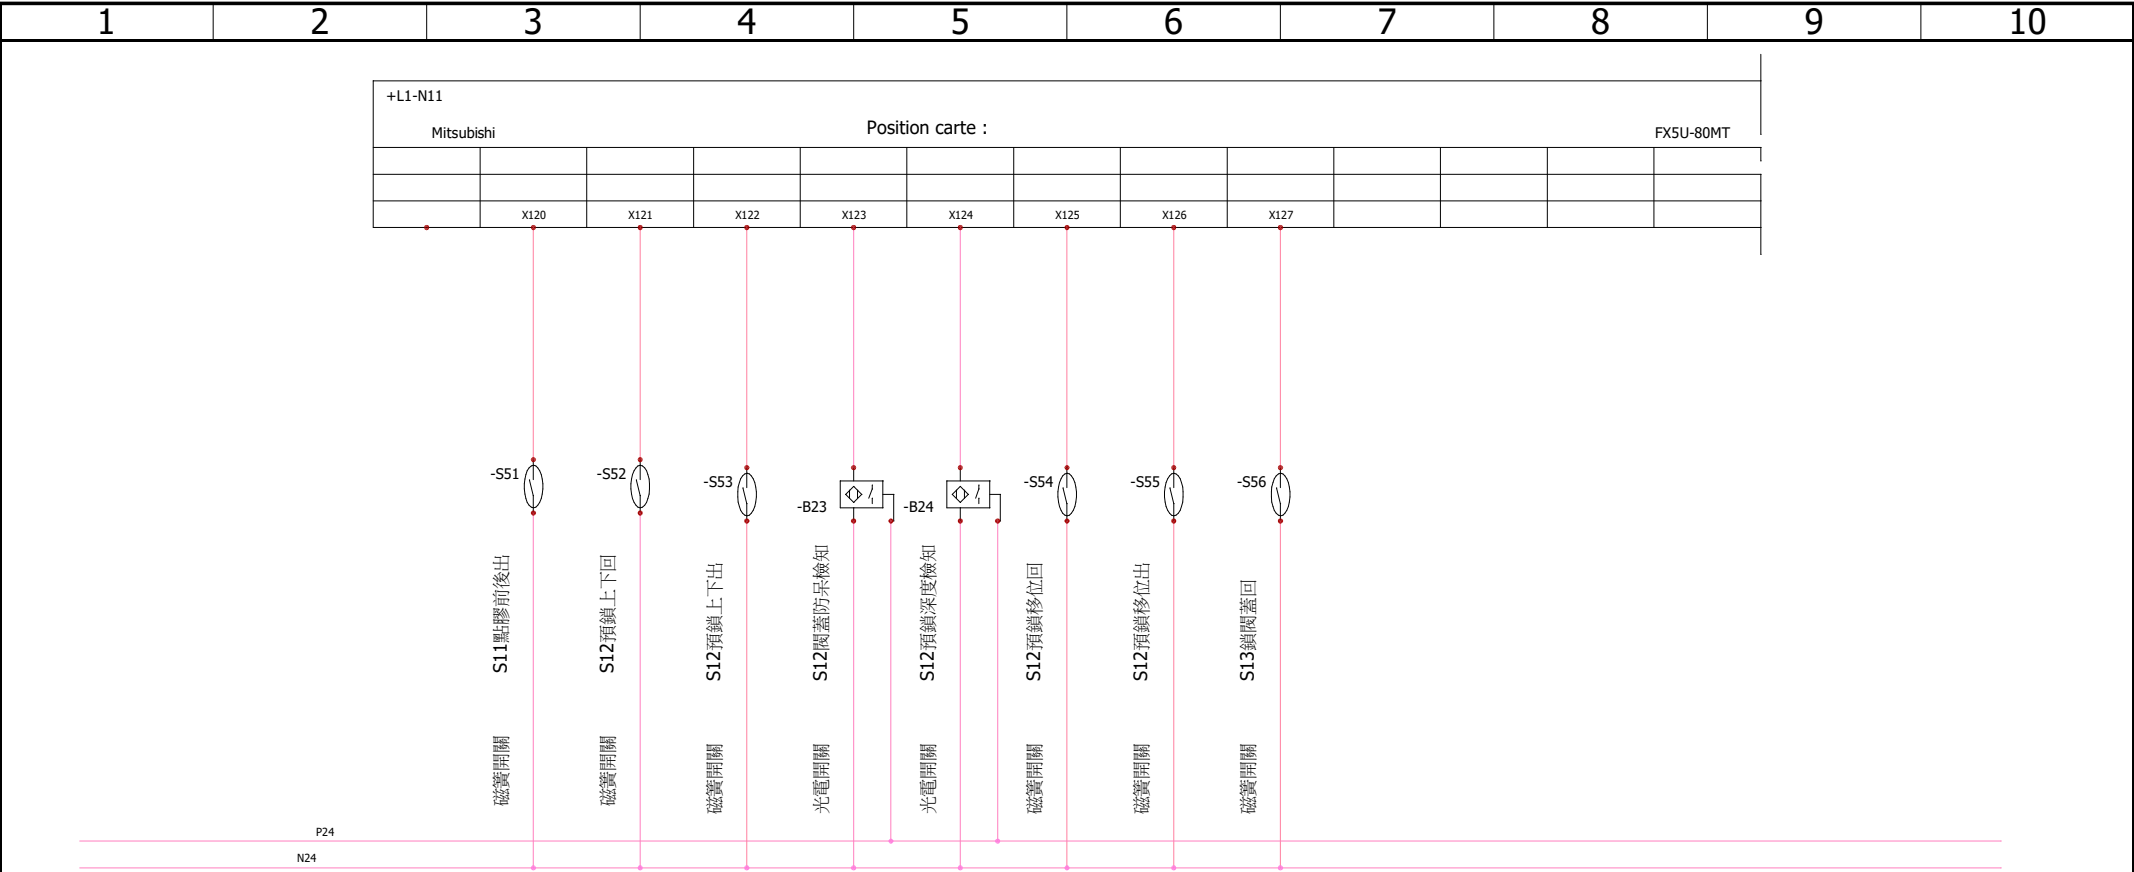 1 2 3 4 5 6 7 8 9 10
+L1-N11
Mitsubishi Position carte : FX5U-80MT
X120 X121 X122 X123 X124 X125 X126 X127
-S51
-S52
-S53
-B23
-B24
-S54
-S55
-S56
S11點膠前後出
S12預鎖上下回
S12預鎖上下出
S12閥蓋防呆檢知
S12預鎖深度檢知
S12預鎖移位回
S12預鎖移位出
S13鎖閥蓋回
磁簧開關
磁簧開關
磁簧開關
光電開關
光電開關
磁簧開關
磁簧開關
磁簧開關
P24
N24